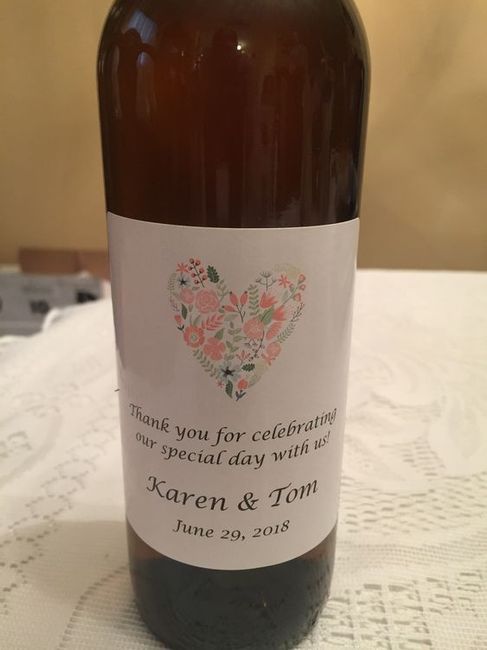 Thank you for celebrating
our special day with us!
Karen & Tom
June 29, 2018